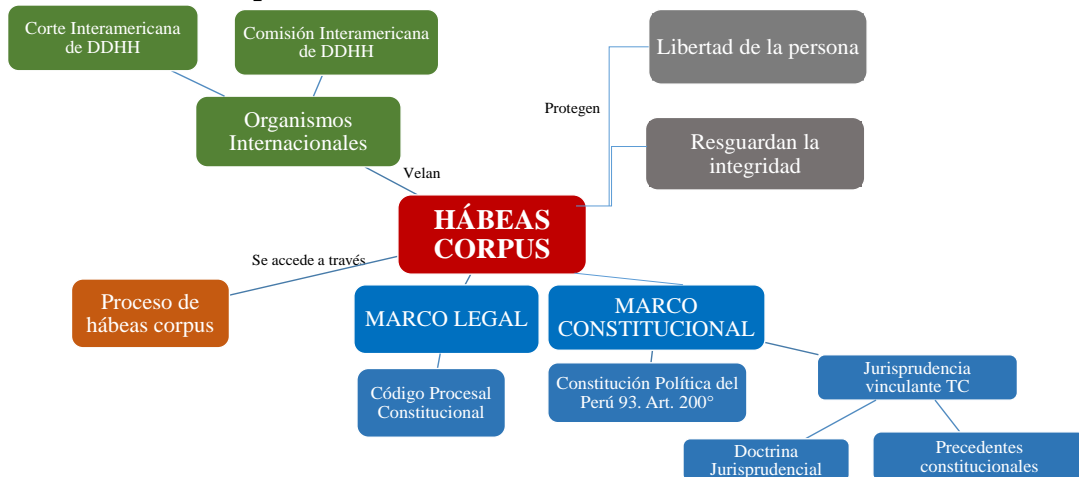 Corte Interamericana
de DDHH
Comisión Interamericana
de DDHH
Libertad de la persona
Organismos
Internacionales
Protegen
Resguardan la
integridad
Velan
HÁBEAS
CORPUS
Se accede a través
Proceso de
hábeas corpus
MARCO LEGAL
MARCO
CONSTITUCIONAL
Código Procesal
Constitucional
Constitución Política del
Perú 93. Art. 200°
Jurisprudencia
vinculante TC
Doctrina
Jurisprudencial
Precedentes
constitucionales